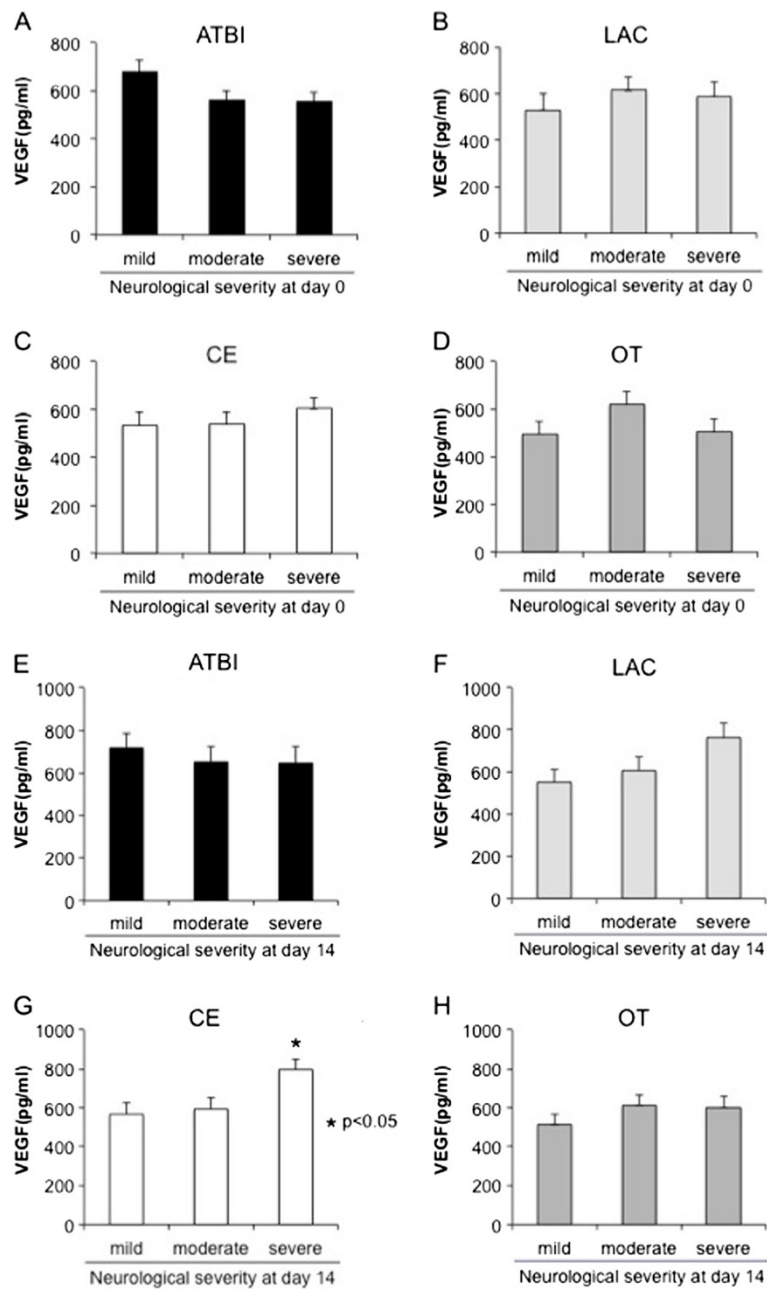 A
ATBI
VEGF(pg/ml)
800
600
400
200
0
mild moderate severe
Neurological severity at day 0
B
LAC
VEGF(pg/ml)
800
600
400
200
0
mild moderate severe
Neurological severity at day 0
C
CE
VEGF(pg/ml)
800
600
400
200
0
mild moderate severe
Neurological severity at day 0
D
OT
VEGF(pg/ml)
800
600
400
200
0
mild moderate severe
Neurological severity at day 0
E
ATBI
VEGF(pg/ml)
1000
800
600
400
200
0
mild moderate severe
Neurological severity at day 14
F
LAC
VEGF(pg/ml)
1000
800
600
400
200
0
mild moderate severe
Neurological severity at day 14
G
CE
VEGF(pg/ml)
1000
800
600
400
200
0
*
* p<0.05
mild moderate severe
Neurological severity at day 14
H
OT
VEGF(pg/ml)
1000
800
600
400
200
0
mild moderate severe
Neurological severity at day 14